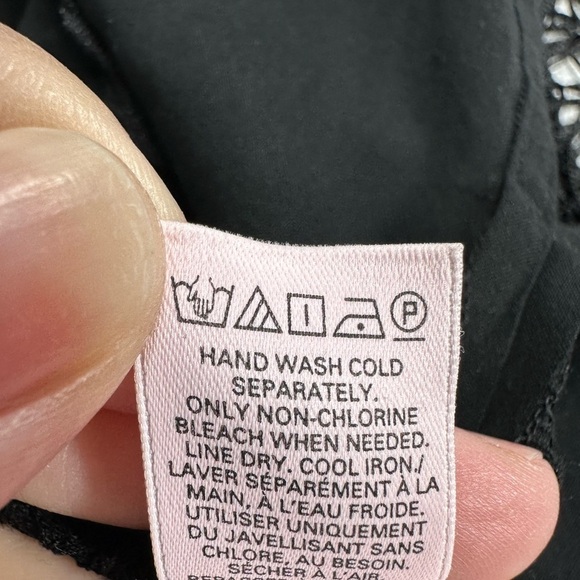 P
HAND WASH COLD
SEPARATELY.
ONLY NON-CHLORINE
BLEACH WHEN NEEDED.
LINE DRY. COOL IRON./
LAVER SÉPARÉMENT À LA
MAIN, À L'EAU FROIDE.
UTILISER UNIQUEMENT
DU JAVELLISANT SANS
CHLORE, AU BESOIN.
SÉCHER À L'AIR.